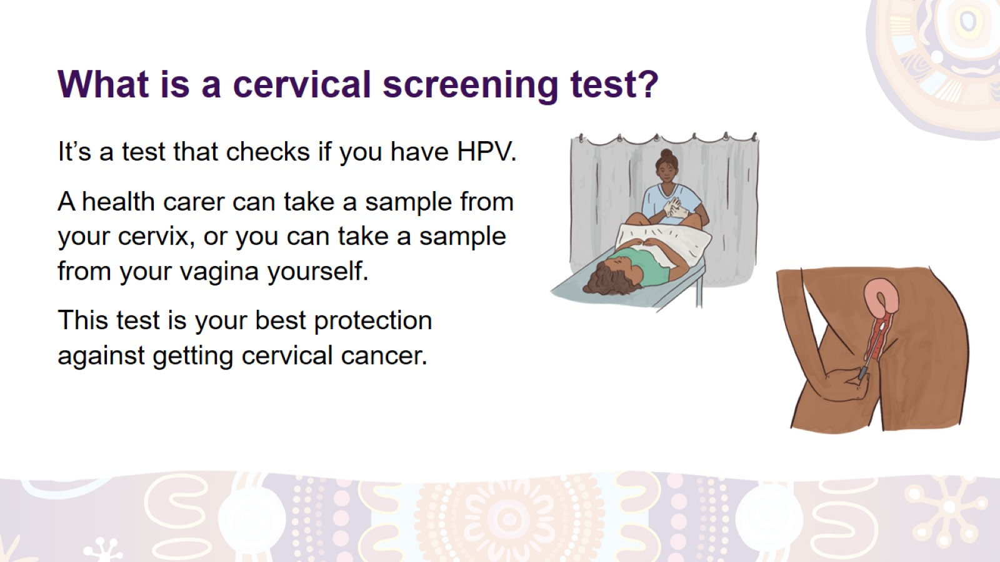 What is a cervical screening test?
It’s a test that checks if you have HPV.
A health carer can take a sample from
your cervix, or you can take a sample
from your vagina yourself.
This test is your best protection
against getting cervical cancer.